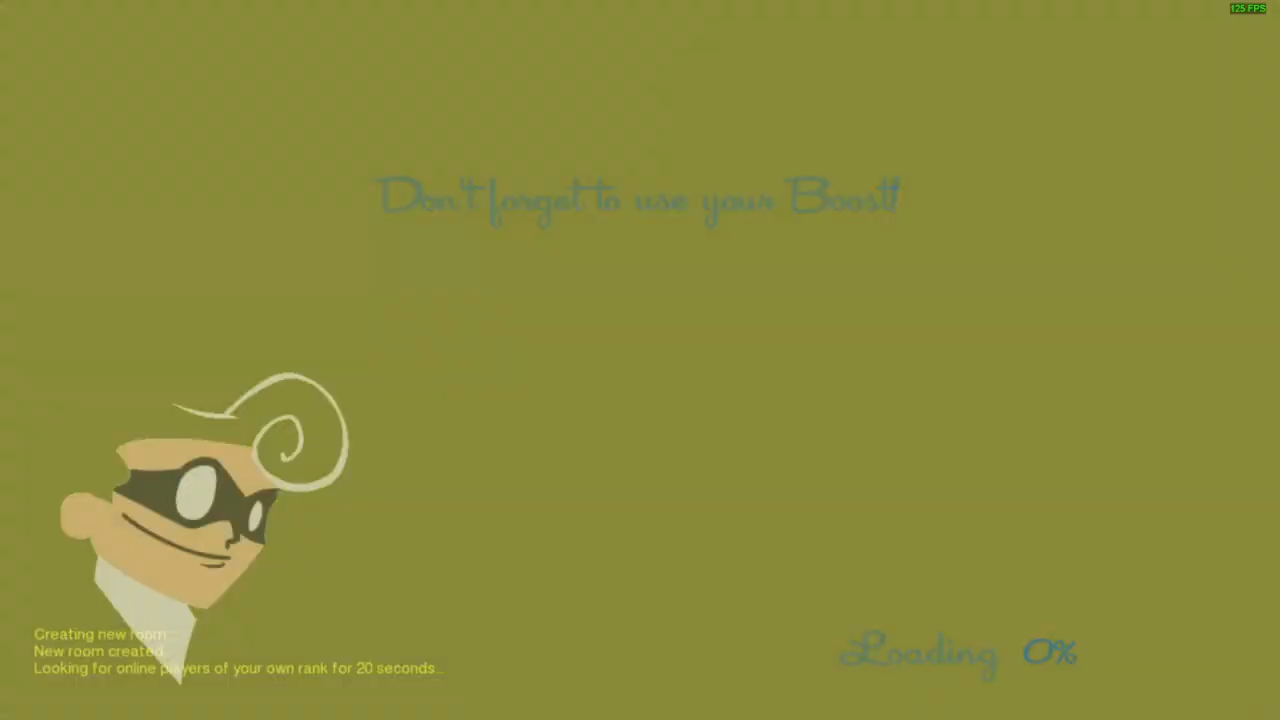 125 FPS
Don't forget to use your Boost!
Creating new room...
New room created.
Looking for online players of your own rank for 20 seconds...
Loading 0%